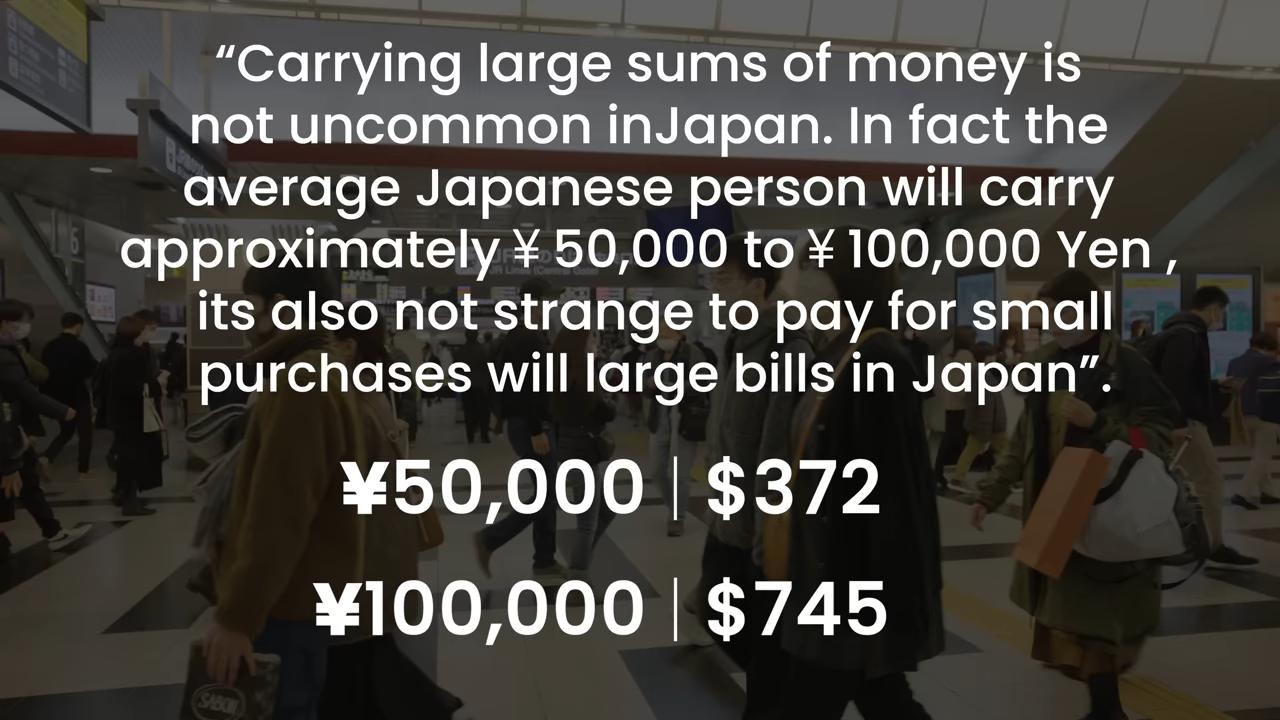 “Carrying large sums of money is
not uncommon inJapan. In fact the
average Japanese person will carry
approximately ¥ 50,000 to ¥ 100,000 Yen ,
its also not strange to pay for small
purchases will large bills in Japan”.
¥50,000 | $372
¥100,000 | $745
6
SABON